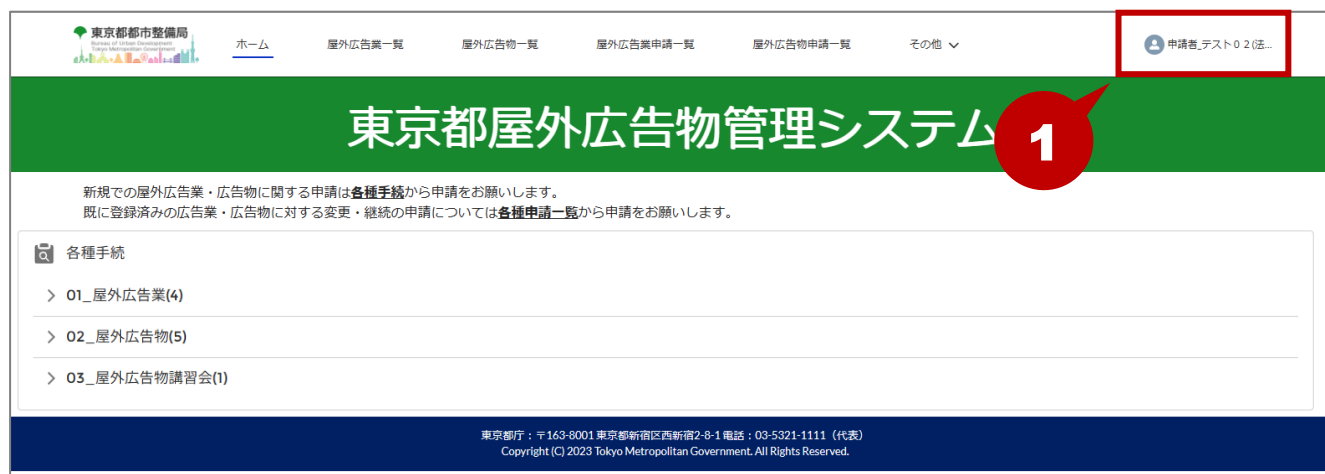 東京都都市整備局
Bureau of Urban Development
Tokyo Metropolitan Government
ホーム
屋外広告業一覧
屋外広告物一覧
屋外広告業申請一覧
屋外広告物申請一覧
その他
申請者_テスト０２(法...
東京都屋外広告物管理システム
1
新規での屋外広告業・広告物に関する申請は各種手続から申請をお願いします。
既に登録済みの広告業・広告物に対する変更・継続の申請については各種申請一覧から申請をお願いします。
各種手続
01_屋外広告業(4)
02_屋外広告物(5)
03_屋外広告物講習会(1)
東京都庁：〒163-8001 東京都新宿区西新宿2-8-1 電話：03-5321-1111（代表）
Copyright (C) 2023 Tokyo Metropolitan Government. All Rights Reserved.